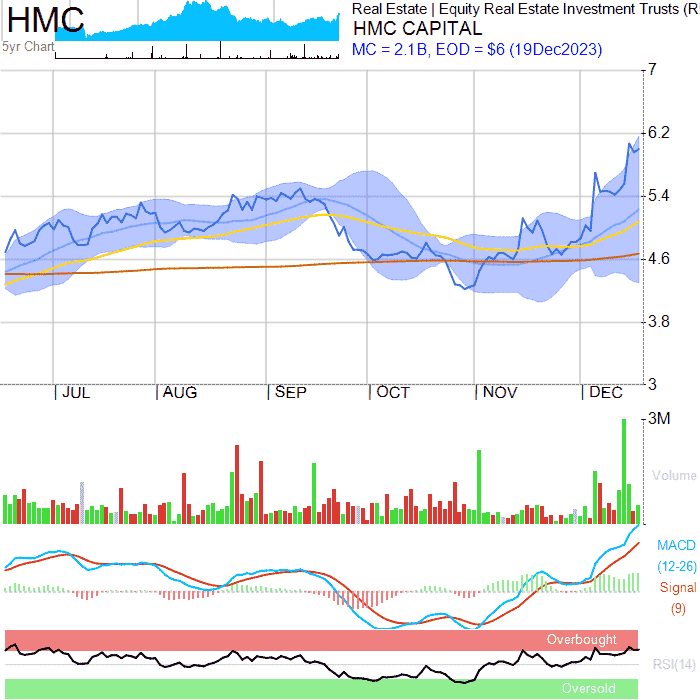 HMC
5yr Chart
Real Estate | Equity Real Estate Investment Trusts (R
HMC CAPITAL
MC = 2.1B, EOD = $6 (19Dec2023)
7
6.2
5.4
4.6
3.8
3
JUL AUG SEP OCT NOV DEC
3M
Volume
MACD
(12-26)
Signal
(9)
Overbought
RSI(14)
Oversold